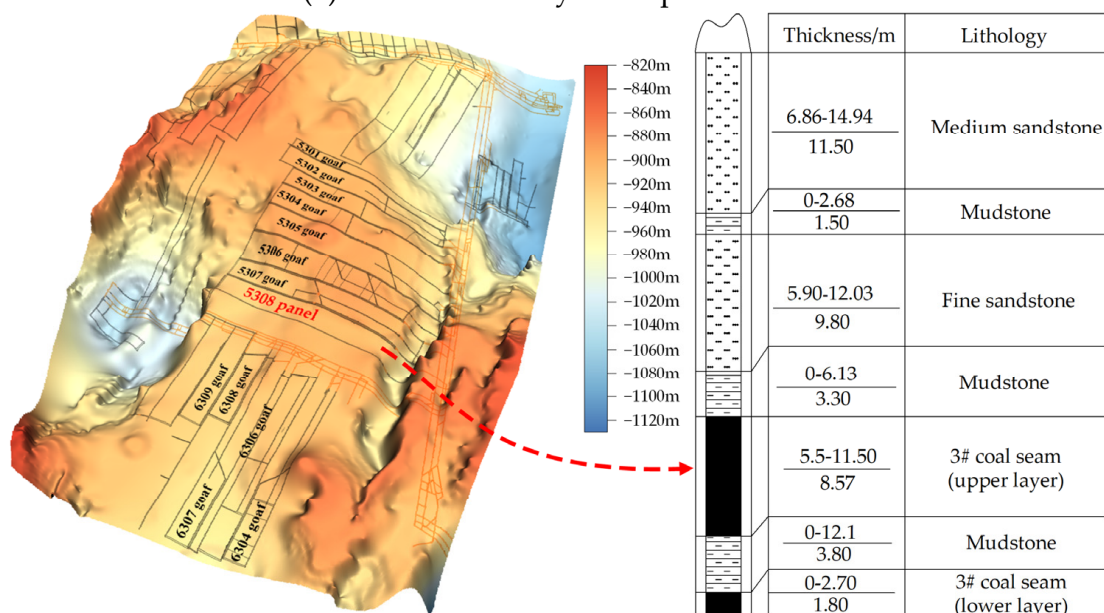 5301 goaf
5302 goaf
5303 goaf
5304 goaf
5305 goaf
5306 goaf
5307 goaf
5308 panel
6309 goaf
6308 goaf
6306 goaf
6307 goaf
6304 goaf
−820m
−840m
−860m
−880m
−900m
−920m
−940m
−960m
−980m
−1000m
−1020m
−1040m
−1060m
−1080m
−1100m
−1120m
Thickness/m Lithology
6.86-14.94
11.50
Medium sandstone
0-2.68
1.50
Mudstone
5.90-12.03
9.80
Fine sandstone
0-6.13
3.30
Mudstone
5.5-11.50
8.57
3# coal seam
(upper layer)
0-12.1
3.80
Mudstone
0-2.70
1.80
3# coal seam
(lower layer)